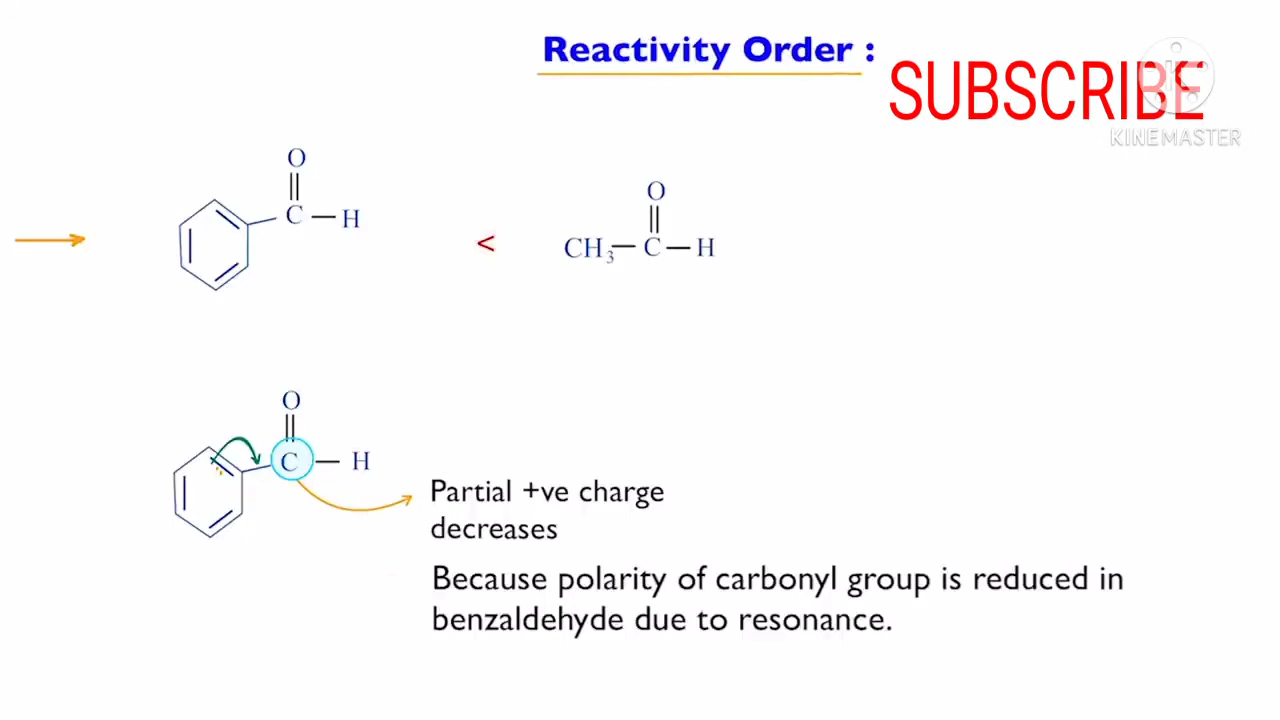 Reactivity Order :
SUBSCRIBE
KINEMASTER
O
C H
O
< CH₃ C H
O
C H
Partial +ve charge
decreases
Because polarity of carbonyl group is reduced in
benzaldehyde due to resonance.